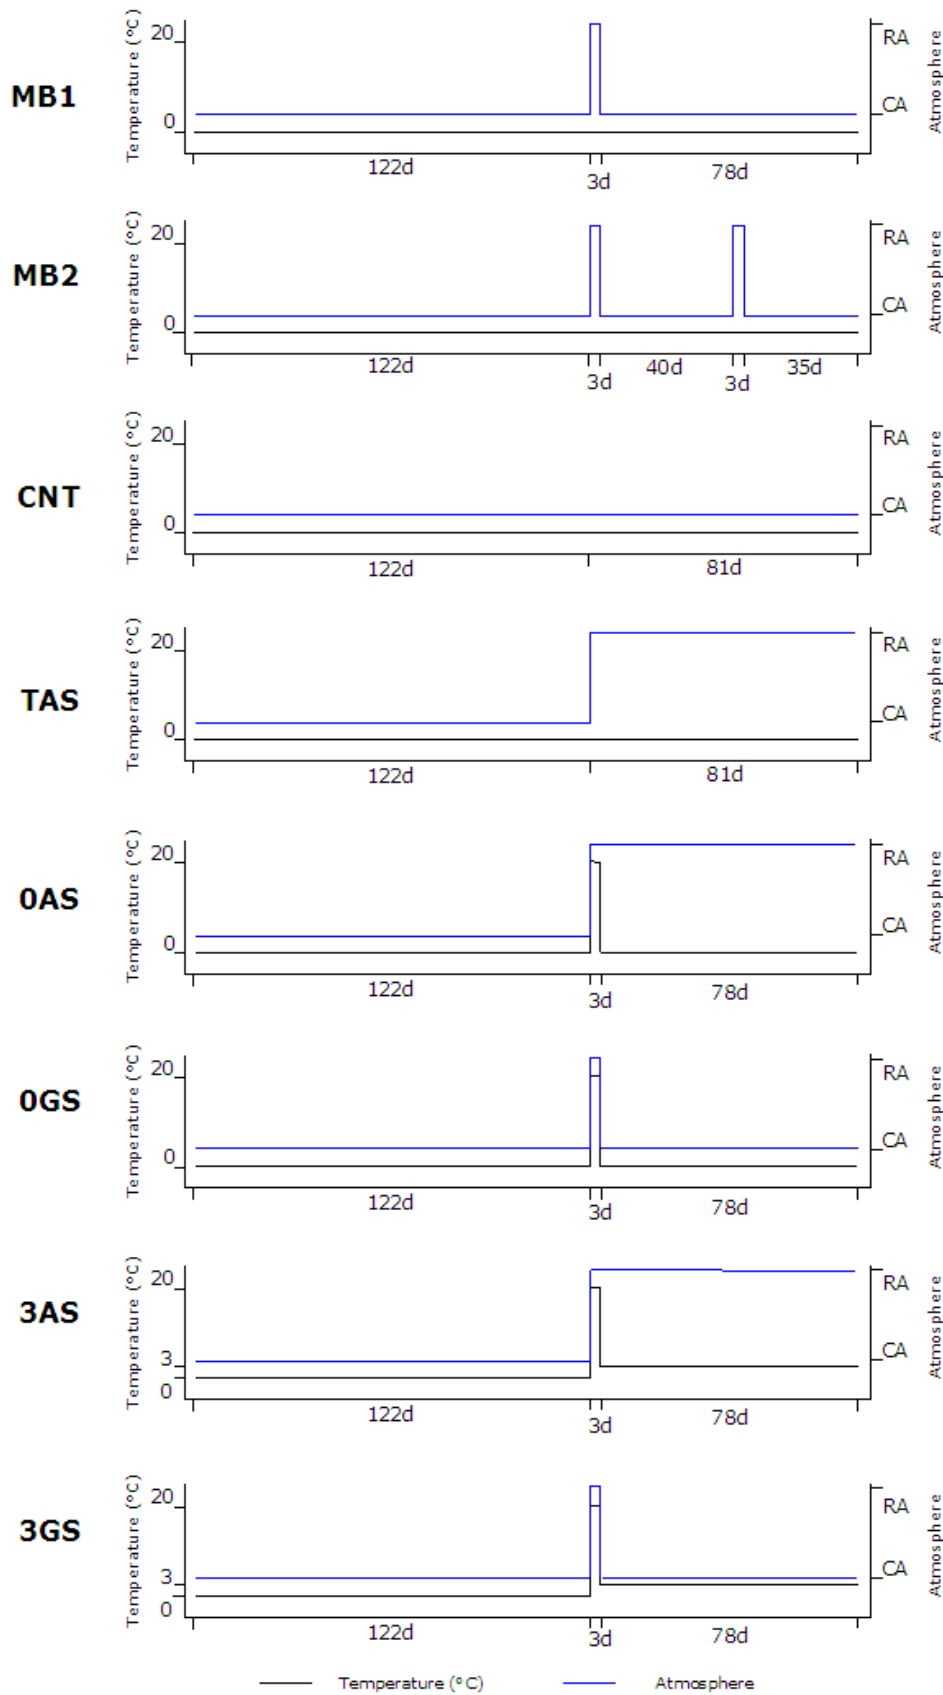 MB1
Temperature (°C)
20
0
RA
CA
Atmosphere
122d
3d
78d
MB2
Temperature (°C)
20
0
RA
CA
Atmosphere
122d
3d
40d
3d
35d
CNT
Temperature (°C)
20
0
RA
CA
Atmosphere
122d
81d
TAS
Temperature (°C)
20
0
RA
CA
Atmosphere
122d
81d
0AS
Temperature (°C)
20
0
RA
CA
Atmosphere
122d
3d
78d
0GS
Temperature (°C)
20
0
RA
CA
Atmosphere
122d
3d
78d
3AS
Temperature (°C)
20
3
0
RA
CA
Atmosphere
122d
3d
78d
3GS
Temperature (°C)
20
3
0
RA
CA
Atmosphere
122d
3d
78d
Temperature (°C)
Atmosphere